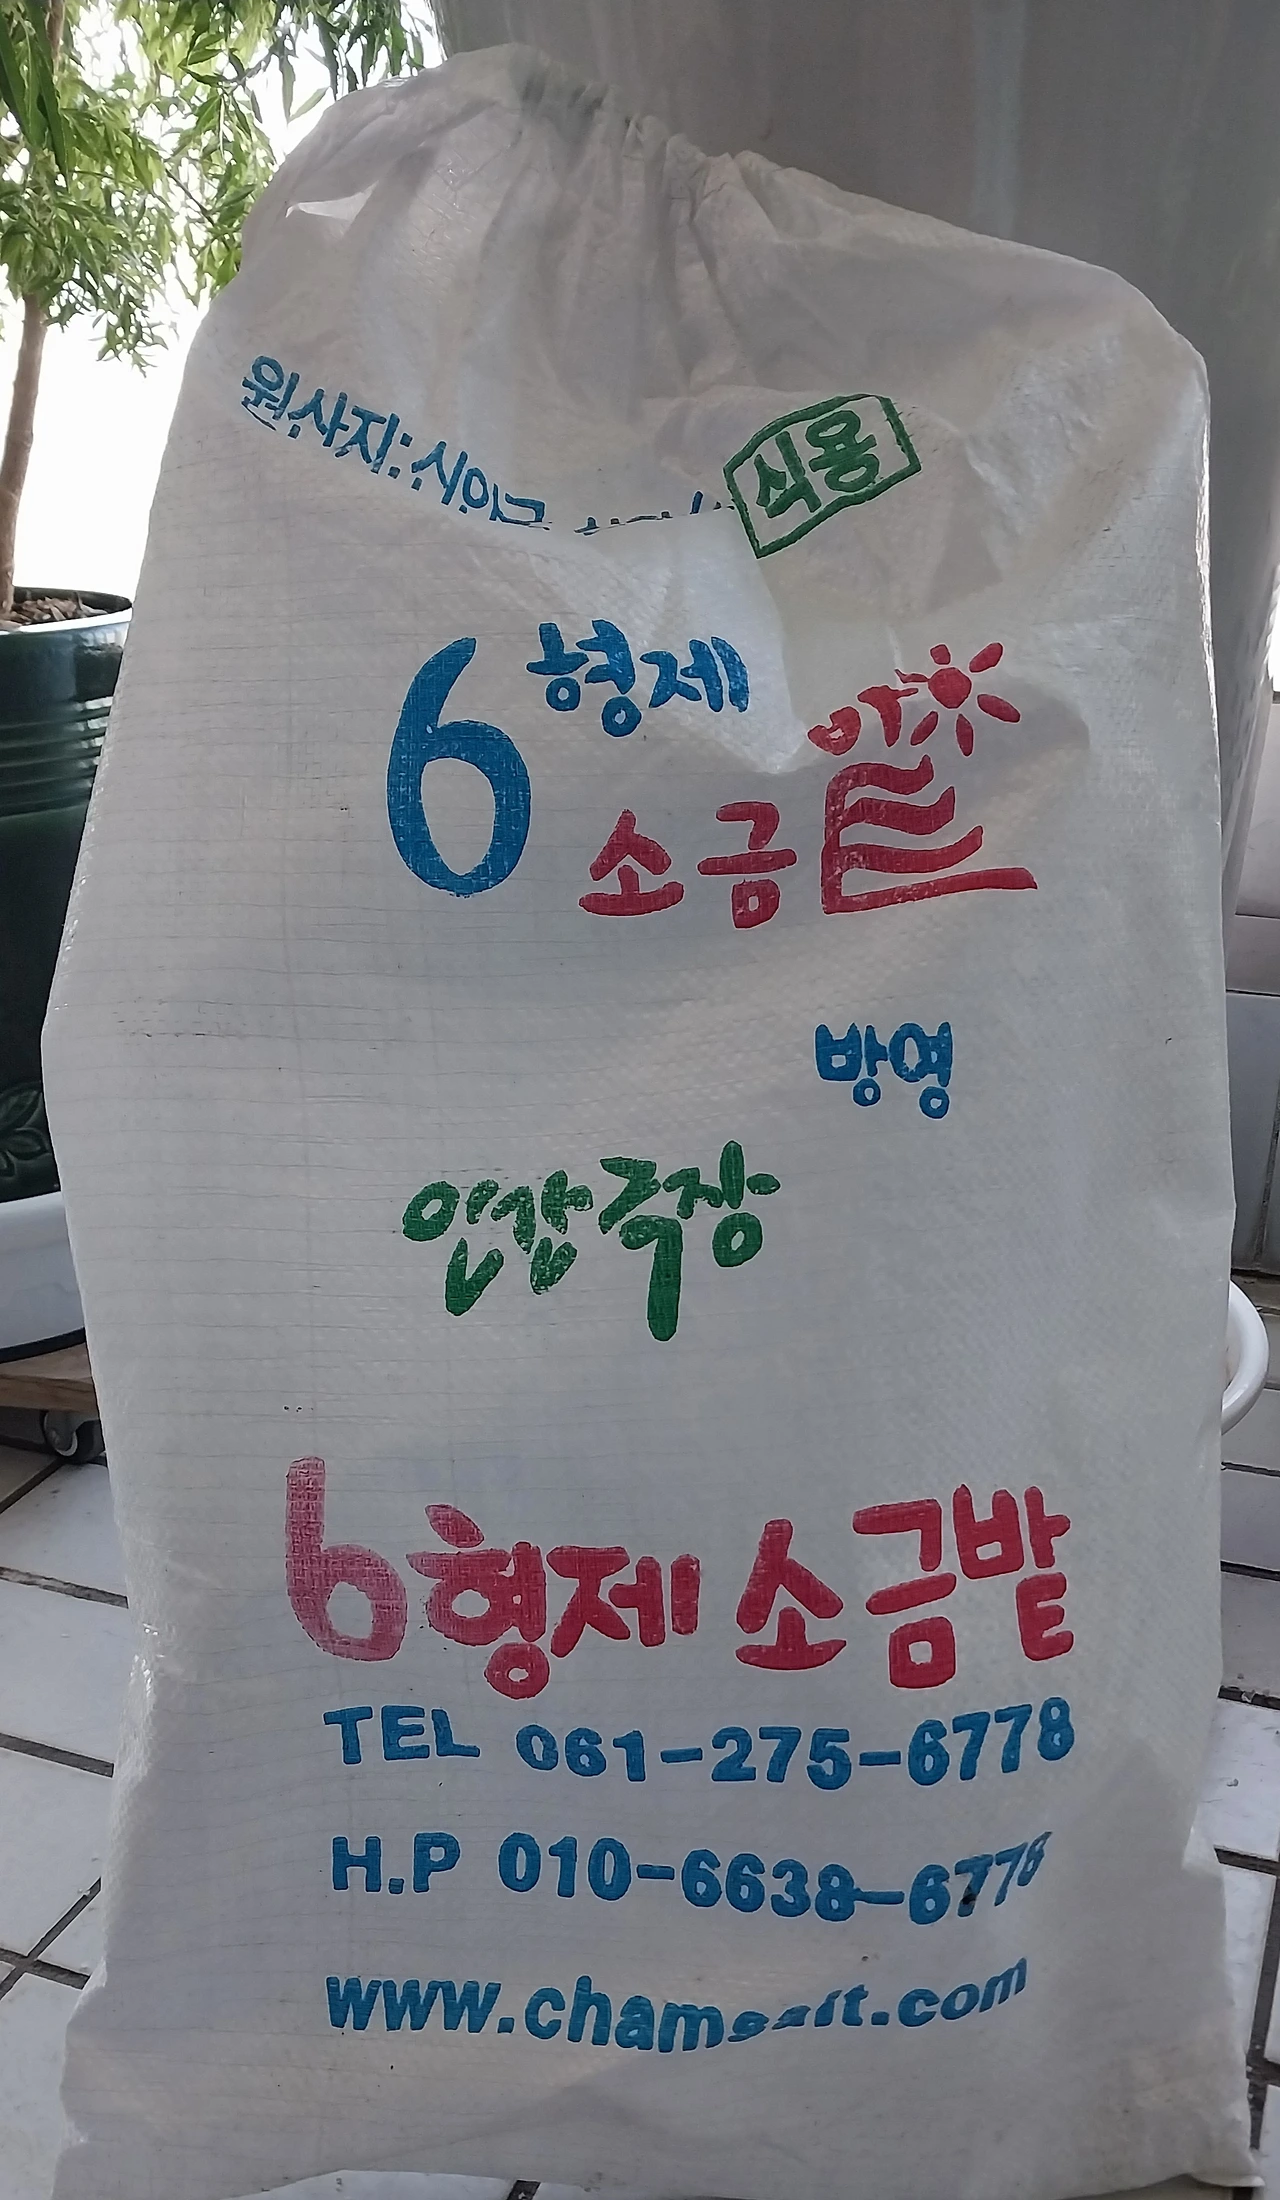 원산지:신안군
식용
6형제
소금밭
방영
인간극장
6형제 소금밭
TEL 061-275-6778
H.P 010-6638-6778
www.chamsalt.com